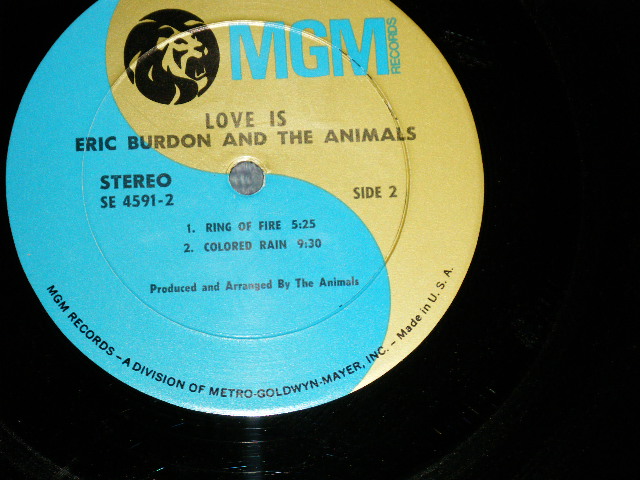 MGM
RECORDS
LOVE IS
ERIC BURDON AND THE ANIMALS
STEREO
SE 4591-2
SIDE 2
1. RING OF FIRE 5:25
2. COLORED RAIN 9:30
Produced and Arranged By The Animals
MGM RECORDS – A DIVISION OF METRO-GOLDWYN-MAYER, INC. – Made in U. S. A.